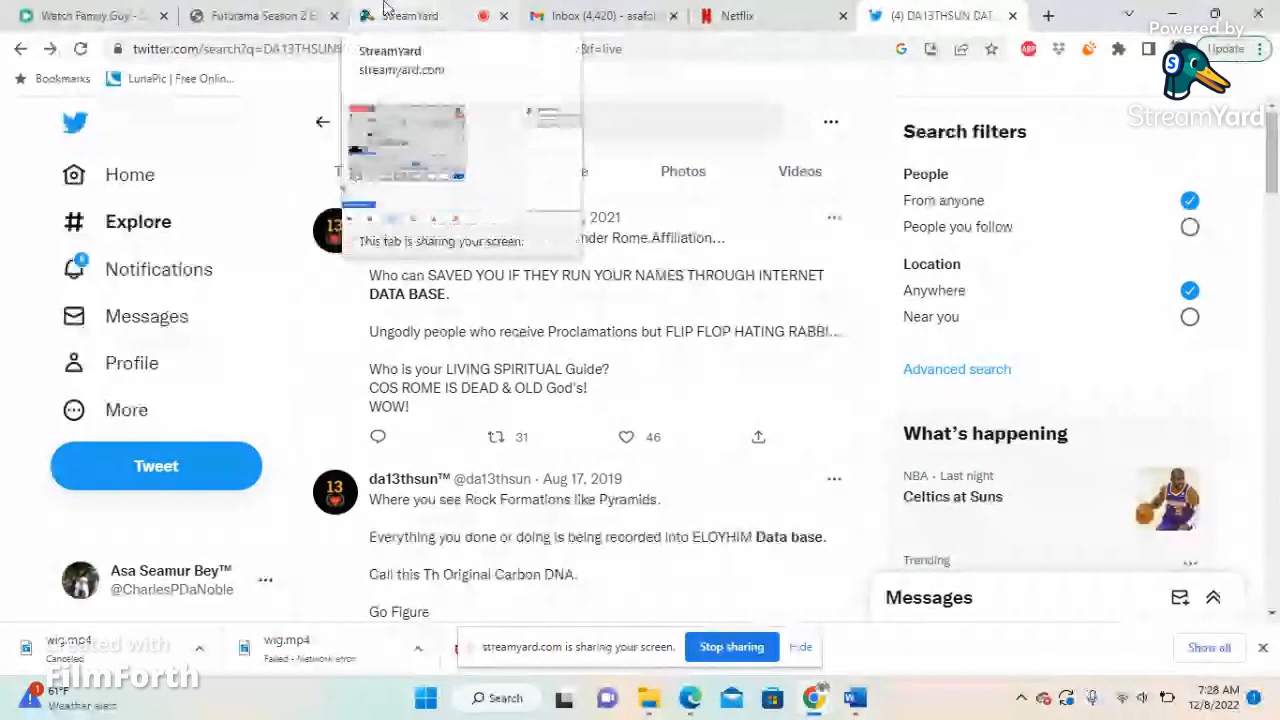 Watch Family Guy:
Futurama Season 2
StreamYard
Inbox (4,420) - asafo
Netflix
(4) DA13THSUN DAT
Powered by
twitter.com/search?q=DA13THSUN
&f=live
Update
StreamYard
Bookmarks
LunaPic | Free Online...
StreamYard
streamyard.com
This tab is sharing your screen.
Home
Explore
Notifications
Messages
Profile
More
Tweet
Asa Seamur Bey™
@CharlesPDaNoble
Photos
Videos
2021
nder Rome Affiliation...
Who can SAVED YOU IF THEY RUN YOUR NAMES THROUGH INTERNET
DATA BASE.
Ungodly people who receive Proclamations but FLIP FLOP HATING RABBI...
Who is your LIVING SPIRITUAL Guide?
COS ROME IS DEAD & OLD God's!
WOW!
31
46
13
da13thsun™ @da13thsun · Aug 17, 2019
Where you see Rock Formations like Pyramids.
Everything you done or doing is being recorded into ELOYHIM Data base.
Call this Th Original Carbon DNA.
Go Figure
Search filters
People
From anyone
People you follow
Location
Anywhere
Near you
Advanced search
What's happening
NBA · Last night
Celtics at Suns
Trending
Messages
wig.mp4
Canceled
wig.mp4
Failed - Network error
streamyard.com is sharing your screen.
Stop sharing
Hide
Show all
Created with
FilmForth
61°F
Weather alert
Search
7:28 AM
12/8/2022